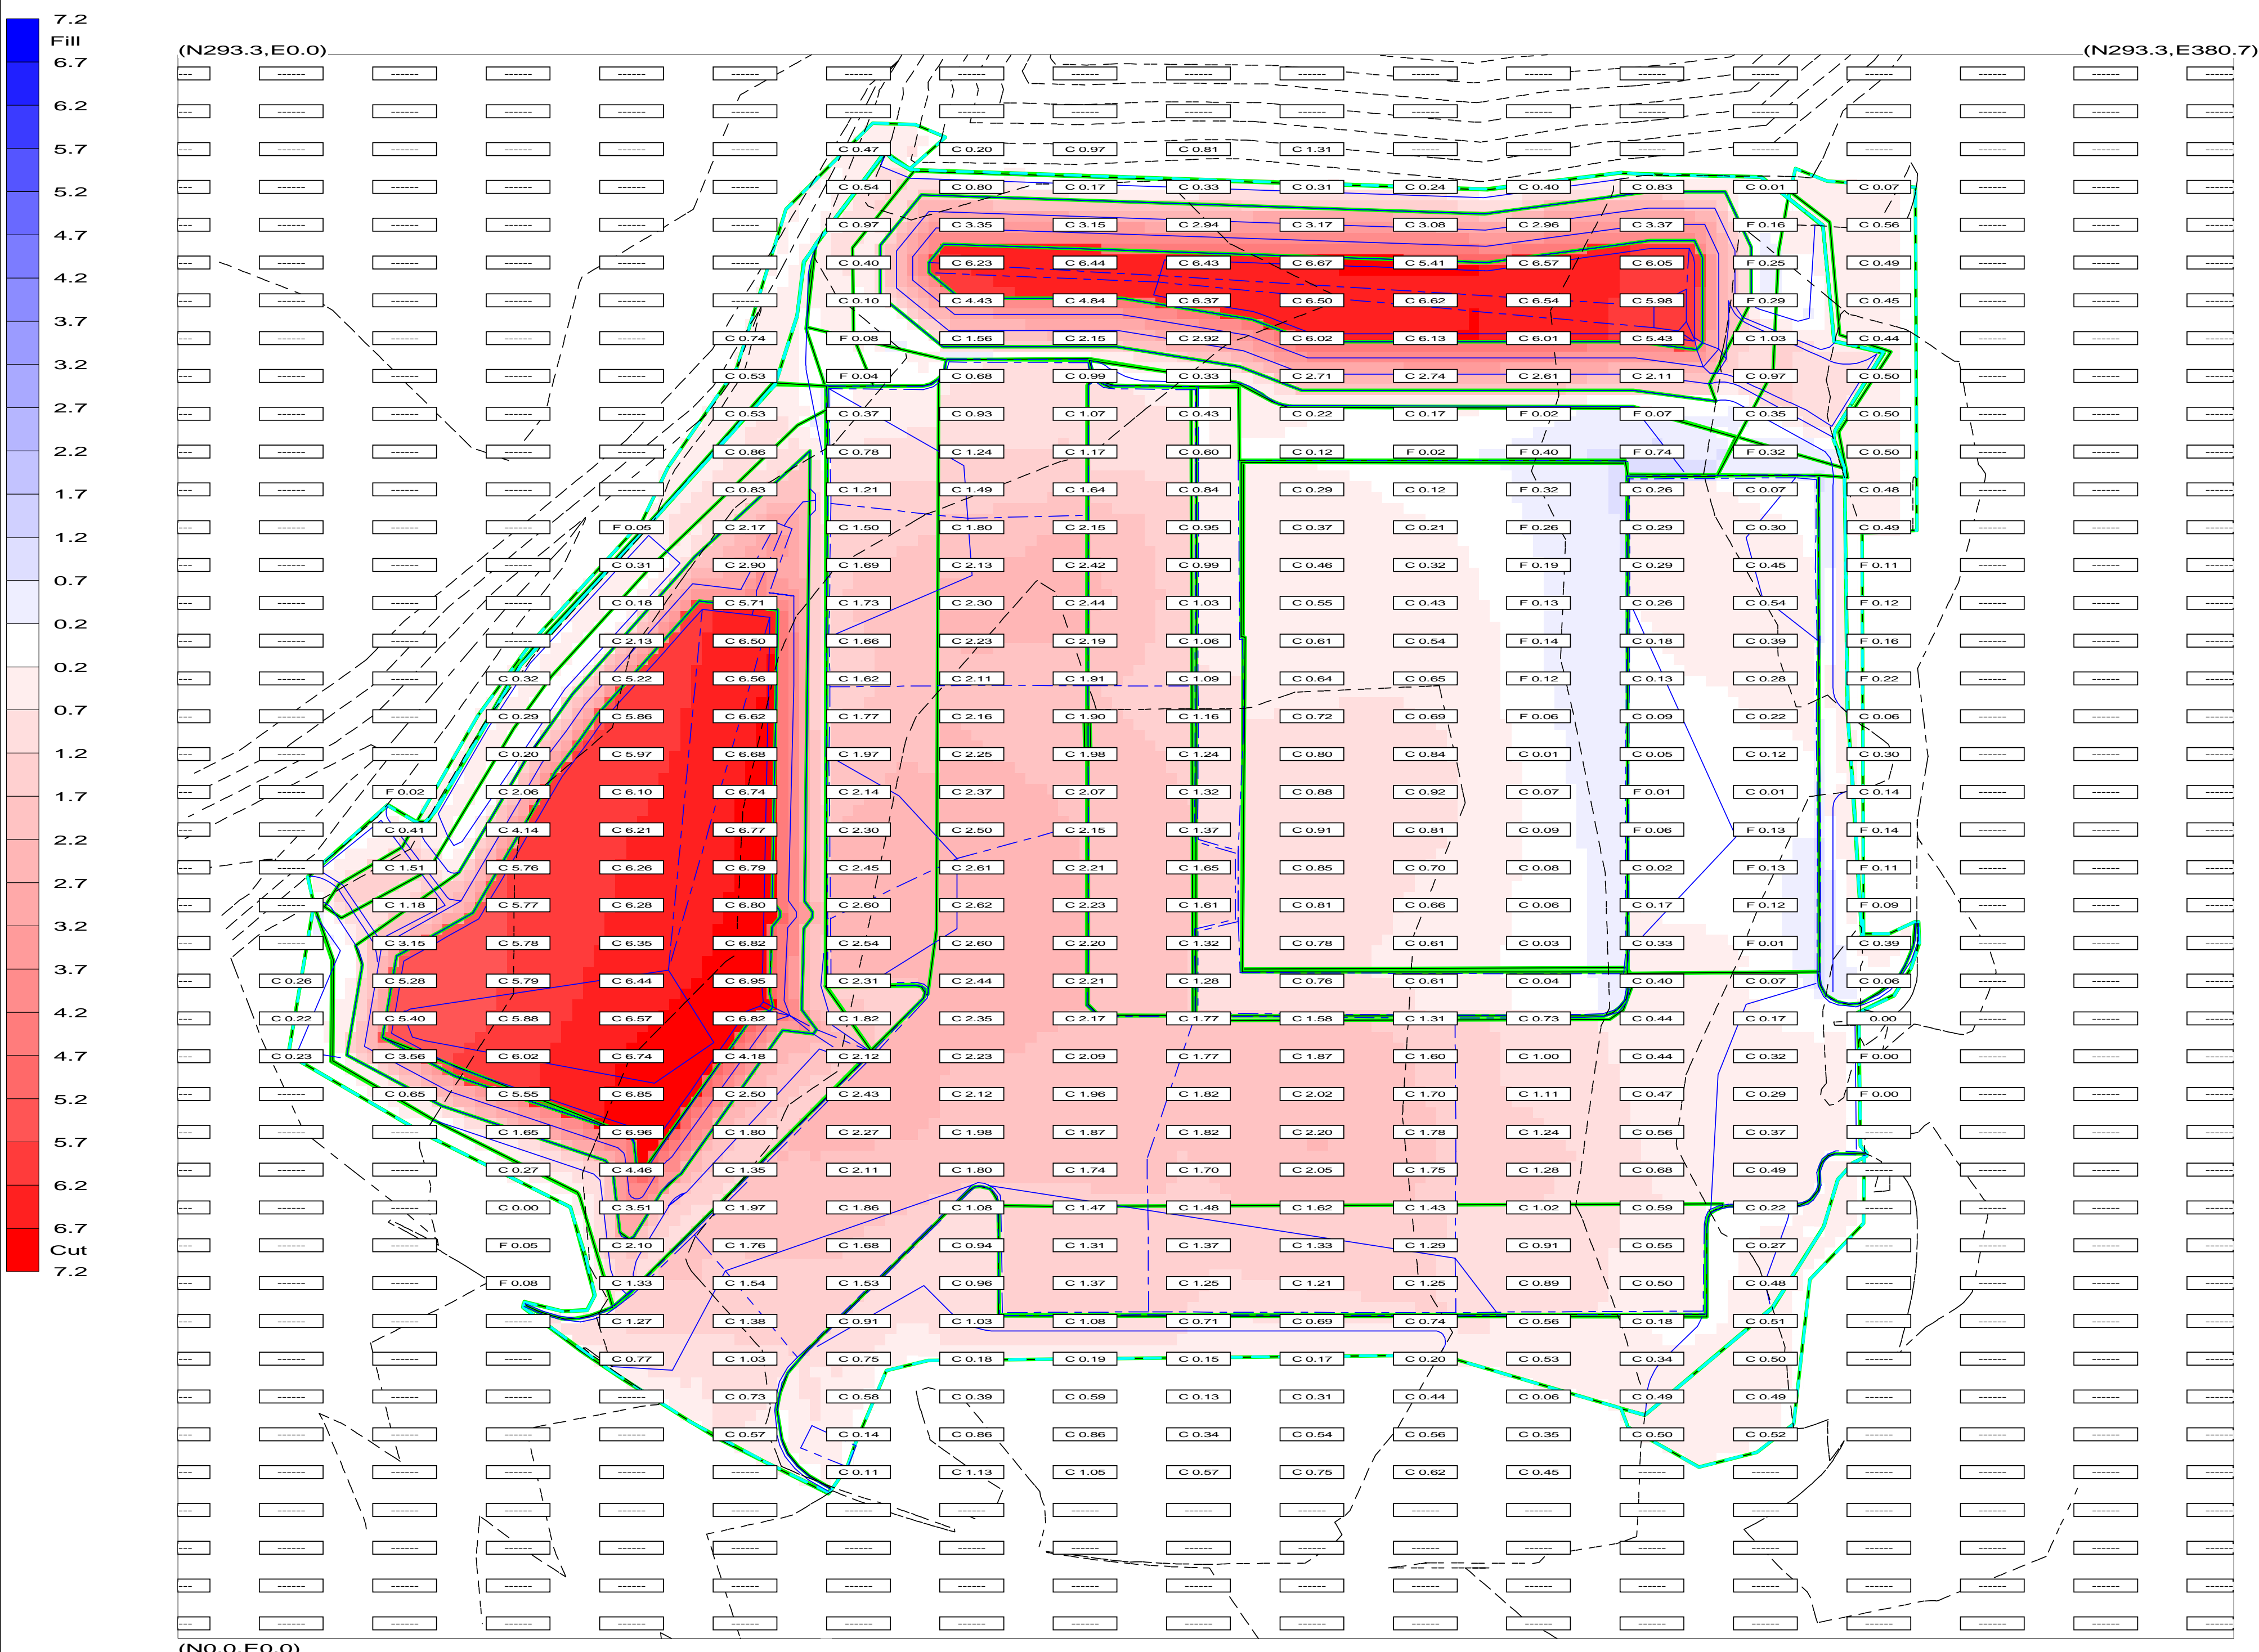 7.2
Fill
6.7
6.2
5.7
5.2
4.7
4.2
3.7
3.2
2.7
2.2
1.7
1.2
0.7
0.2
0.2
0.7
1.2
1.7
2.2
2.7
3.2
3.7
4.2
4.7
5.2
5.7
6.2
6.7
Cut
7.2
(N293.3,E0.0) (N293.3,E380.7)
C 0.47 C 0.20 C 0.97 C 0.81 C 1.31
C 0.54 C 0.80 C 0.17 C 0.33 C 0.31 C 0.24 C 0.40 C 0.83 C 0.01 C 0.07
C 0.97 C 3.35 C 3.15 C 2.94 C 3.17 C 3.08 C 2.96 C 3.37 F 0.16 C 0.56
C 0.40 C 6.23 C 6.44 C 6.43 C 6.67 C 5.41 C 6.57 C 6.05 F 0.25 C 0.49
C 0.10 C 4.43 C 4.84 C 6.37 C 6.50 C 6.62 C 6.54 C 5.98 F 0.29 C 0.45
C 0.74 F 0.08 C 1.56 C 2.15 C 2.92 C 6.02 C 6.13 C 6.01 C 5.43 C 1.03 C 0.44
C 0.53 F 0.04 C 0.68 C 0.99 C 0.33 C 2.71 C 2.74 C 2.61 C 2.11 C 0.97 C 0.50
C 0.53 C 0.37 C 0.93 C 1.07 C 0.43 C 0.22 C 0.17 F 0.02 F 0.07 C 0.35 C 0.50
C 0.86 C 0.78 C 1.24 C 1.17 C 0.60 C 0.12 F 0.02 F 0.40 F 0.74 F 0.32 C 0.50
C 0.83 C 1.21 C 1.49 C 1.64 C 0.84 C 0.29 C 0.12 F 0.32 C 0.26 C 0.07 C 0.48
F 0.05 C 2.17 C 1.50 C 1.80 C 2.15 C 0.95 C 0.37 C 0.21 F 0.26 C 0.29 C 0.30 C 0.49
C 0.31 C 2.90 C 1.69 C 2.13 C 2.42 C 0.99 C 0.46 C 0.32 F 0.19 C 0.29 C 0.45 F 0.11
C 0.18 C 5.71 C 1.73 C 2.30 C 2.44 C 1.03 C 0.55 C 0.43 F 0.13 C 0.26 C 0.54 F 0.12
C 2.13 C 6.50 C 1.66 C 2.23 C 2.19 C 1.06 C 0.61 C 0.54 F 0.14 C 0.18 C 0.39 F 0.16
C 0.32 C 5.22 C 6.56 C 1.62 C 2.11 C 1.91 C 1.09 C 0.64 C 0.65 F 0.12 C 0.13 C 0.28 F 0.22
C 0.29 C 5.86 C 6.62 C 1.77 C 2.16 C 1.90 C 1.16 C 0.72 C 0.69 F 0.06 C 0.09 C 0.22 C 0.06
C 0.20 C 5.97 C 6.68 C 1.97 C 2.25 C 1.98 C 1.24 C 0.80 C 0.84 C 0.01 C 0.05 C 0.12 C 0.30
F 0.02 C 2.06 C 6.10 C 6.74 C 2.14 C 2.37 C 2.07 C 1.32 C 0.88 C 0.92 C 0.07 F 0.01 C 0.01 C 0.14
C 0.41 C 4.14 C 6.21 C 6.77 C 2.30 C 2.50 C 2.15 C 1.37 C 0.91 C 0.81 C 0.09 F 0.06 F 0.13 F 0.14
C 1.51 C 5.76 C 6.26 C 6.79 C 2.45 C 2.61 C 2.21 C 1.65 C 0.85 C 0.70 C 0.08 C 0.02 F 0.13 F 0.11
C 1.18 C 5.77 C 6.28 C 6.80 C 2.60 C 2.62 C 2.23 C 1.61 C 0.81 C 0.66 C 0.06 C 0.17 F 0.12 F 0.09
C 3.15 C 5.78 C 6.35 C 6.82 C 2.54 C 2.60 C 2.20 C 1.32 C 0.78 C 0.61 C 0.03 C 0.33 F 0.01 C 0.39
C 0.26 C 5.28 C 5.79 C 6.44 C 6.95 C 2.31 C 2.44 C 2.21 C 1.28 C 0.76 C 0.61 C 0.04 C 0.40 C 0.07 C 0.06
C 0.22 C 5.40 C 5.88 C 6.57 C 6.82 C 1.82 C 2.35 C 2.17 C 1.77 C 1.58 C 1.31 C 0.73 C 0.44 C 0.17 0.00
C 0.23 C 3.56 C 6.02 C 6.74 C 4.18 C 2.12 C 2.23 C 2.09 C 1.77 C 1.87 C 1.60 C 1.00 C 0.44 C 0.32 F 0.00
C 0.65 C 5.55 C 6.85 C 2.50 C 2.43 C 2.12 C 1.96 C 1.82 C 2.02 C 1.70 C 1.11 C 0.47 C 0.29 F 0.00
C 1.65 C 6.96 C 1.80 C 2.27 C 1.98 C 1.87 C 1.82 C 2.20 C 1.78 C 1.24 C 0.56 C 0.37
C 0.27 C 4.46 C 1.35 C 2.11 C 1.80 C 1.74 C 1.70 C 2.05 C 1.75 C 1.28 C 0.68 C 0.49
C 0.00 C 3.51 C 1.97 C 1.86 C 1.08 C 1.47 C 1.48 C 1.62 C 1.43 C 1.02 C 0.59 C 0.22
F 0.05 C 2.10 C 1.76 C 1.68 C 0.94 C 1.31 C 1.37 C 1.33 C 1.29 C 0.91 C 0.55 C 0.27
F 0.08 C 1.33 C 1.54 C 1.53 C 0.96 C 1.37 C 1.25 C 1.21 C 1.25 C 0.89 C 0.50 C 0.48
C 1.27 C 1.38 C 0.91 C 1.03 C 1.08 C 0.71 C 0.69 C 0.74 C 0.56 C 0.18 C 0.51
C 0.77 C 1.03 C 0.75 C 0.18 C 0.19 C 0.15 C 0.17 C 0.20 C 0.53 C 0.34 C 0.50
C 0.73 C 0.58 C 0.39 C 0.59 C 0.13 C 0.31 C 0.44 C 0.06 C 0.49 C 0.49
C 0.57 C 0.14 C 0.86 C 0.86 C 0.34 C 0.54 C 0.56 C 0.35 C 0.50 C 0.52
C 0.11 C 1.13 C 1.05 C 0.57 C 0.75 C 0.62 C 0.45
(N0.0,E0.0)